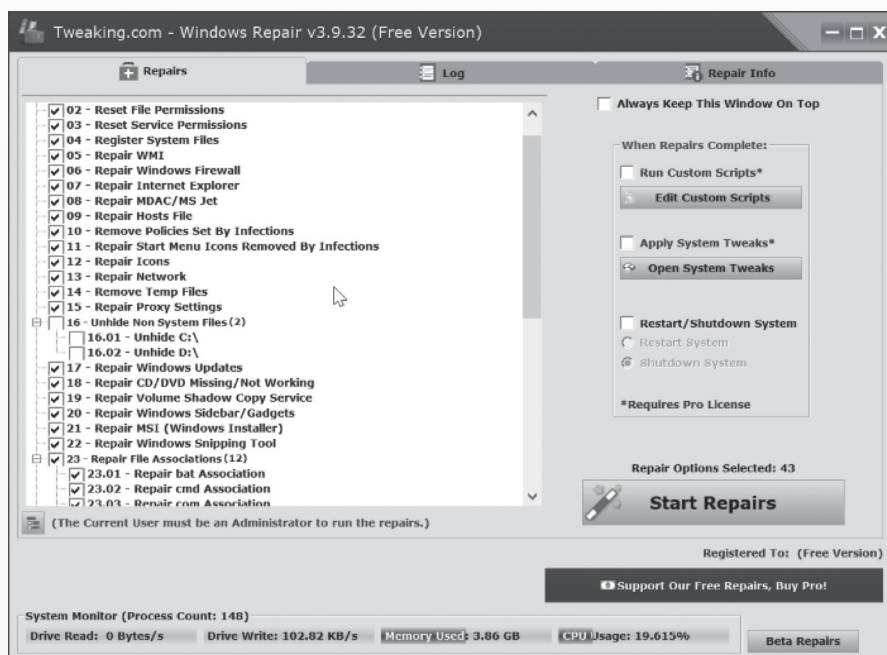 Tweaking.com - Windows Repair v3.9.32 (Free Version)
Repairs
Log
Repair Info
02 - Reset File Permissions
03 - Reset Service Permissions
04 - Register System Files
05 - Repair WMI
06 - Repair Windows Firewall
07 - Repair Internet Explorer
08 - Repair MDAC/MS Jet
09 - Repair Hosts File
10 - Remove Policies Set By Infections
11 - Repair Start Menu Icons Removed By Infections
12 - Repair Icons
13 - Repair Network
14 - Remove Temp Files
15 - Repair Proxy Settings
16 - Unhide Non System Files (2)
16.01 - Unhide C:\
16.02 - Unhide D:\
17 - Repair Windows Updates
18 - Repair CD/DVD Missing/Not Working
19 - Repair Volume Shadow Copy Service
20 - Repair Windows Sidebar/Gadgets
21 - Repair MSI (Windows Installer)
22 - Repair Windows Snipping Tool
23 - Repair File Associations (12)
23.01 - Repair bat Association
23.02 - Repair cmd Association
23.03 - Repair com Association
(The Current User must be an Administrator to run the repairs.)
Always Keep This Window On Top
When Repairs Complete:
Run Custom Scripts*
Edit Custom Scripts
Apply System Tweaks*
Open System Tweaks
Restart/Shutdown System
Restart System
Shutdown System
*Requires Pro License
Repair Options Selected: 43
Start Repairs
Registered To: (Free Version)
Support Our Free Repairs, Buy Pro!
System Monitor (Process Count: 148)
Drive Read: 0 Bytes/s
Drive Write: 102.82 KB/s
Memory Used: 3.86 GB
CPU Usage: 19.615%
Beta Repairs